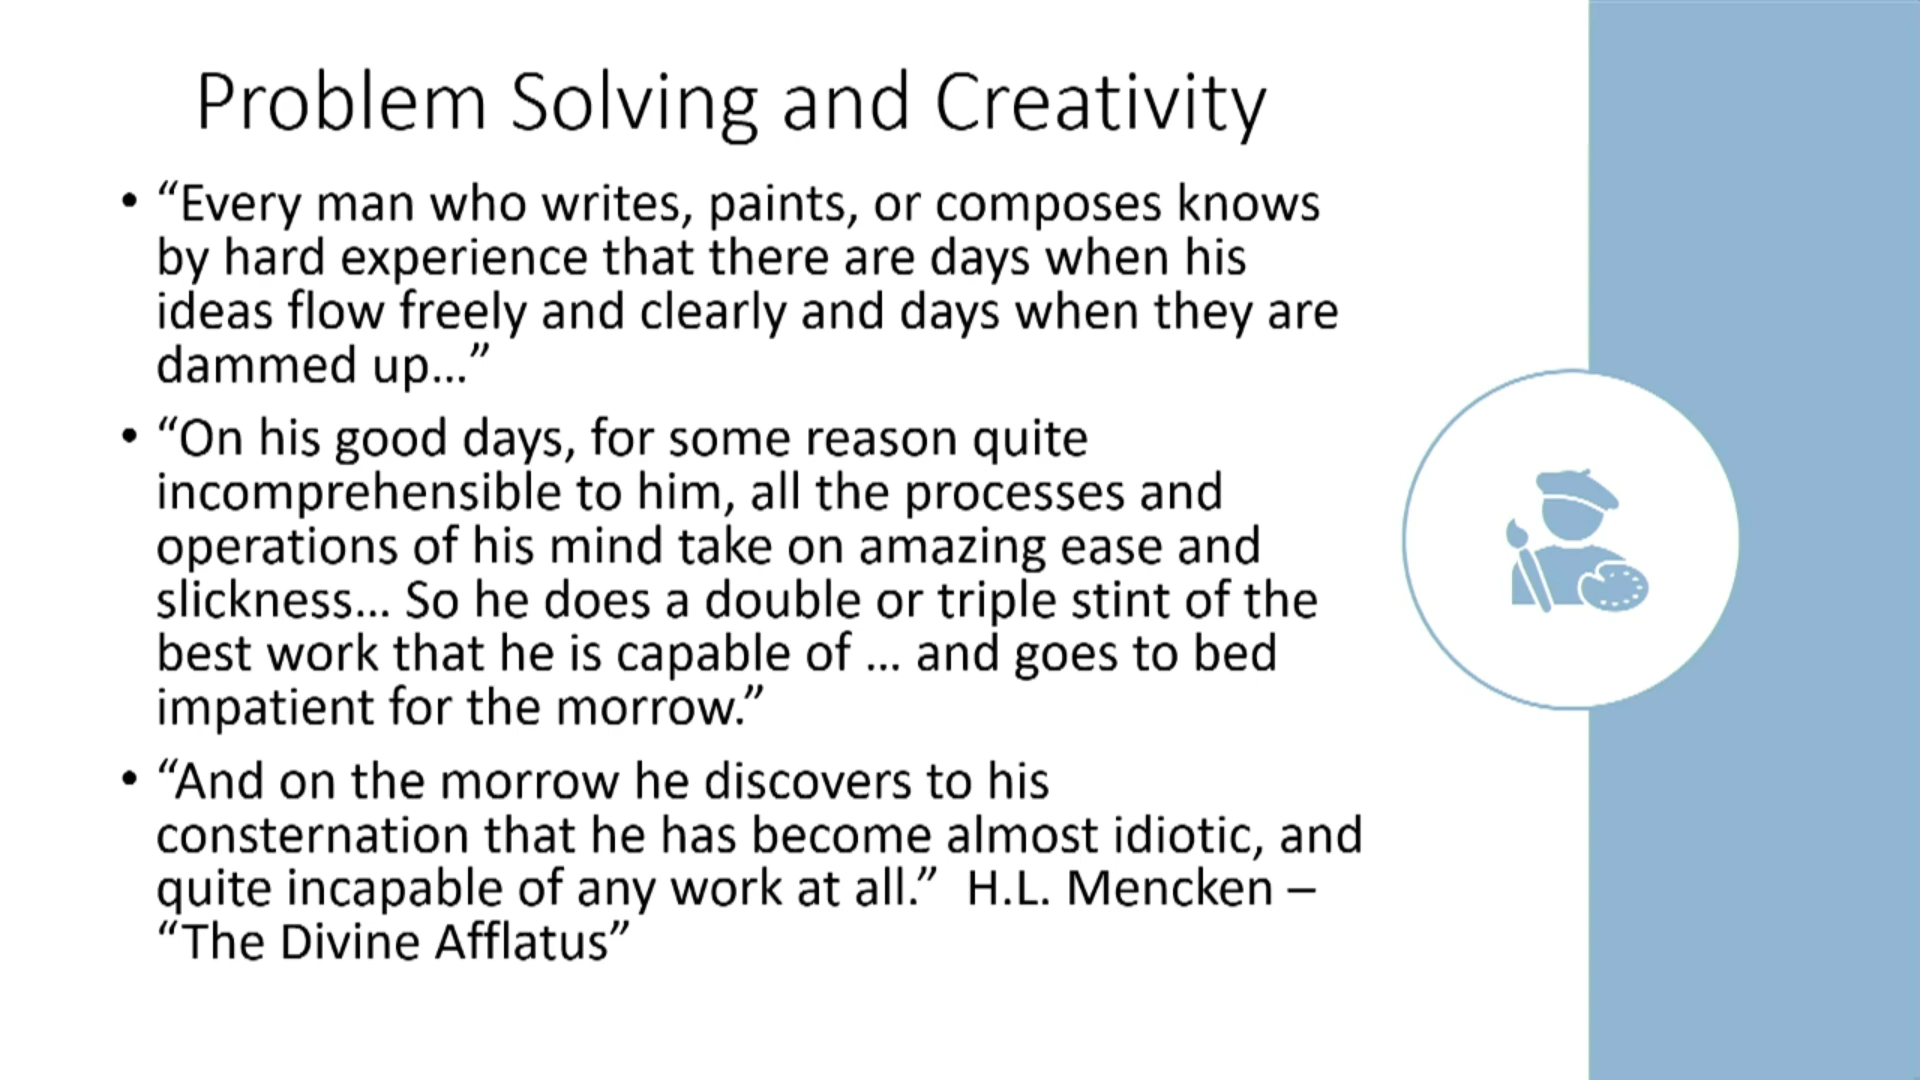 Problem Solving and Creativity
• “Every man who writes, paints, or composes knows
by hard experience that there are days when his
ideas flow freely and clearly and days when they are
dammed up…”
• “On his good days, for some reason quite
incomprehensible to him, all the processes and
operations of his mind take on amazing ease and
slickness… So he does a double or triple stint of the
best work that he is capable of … and goes to bed
impatient for the morrow.”
• “And on the morrow he discovers to his
consternation that he has become almost idiotic, and
quite incapable of any work at all.”  H.L. Mencken –
“The Divine Afflatus”